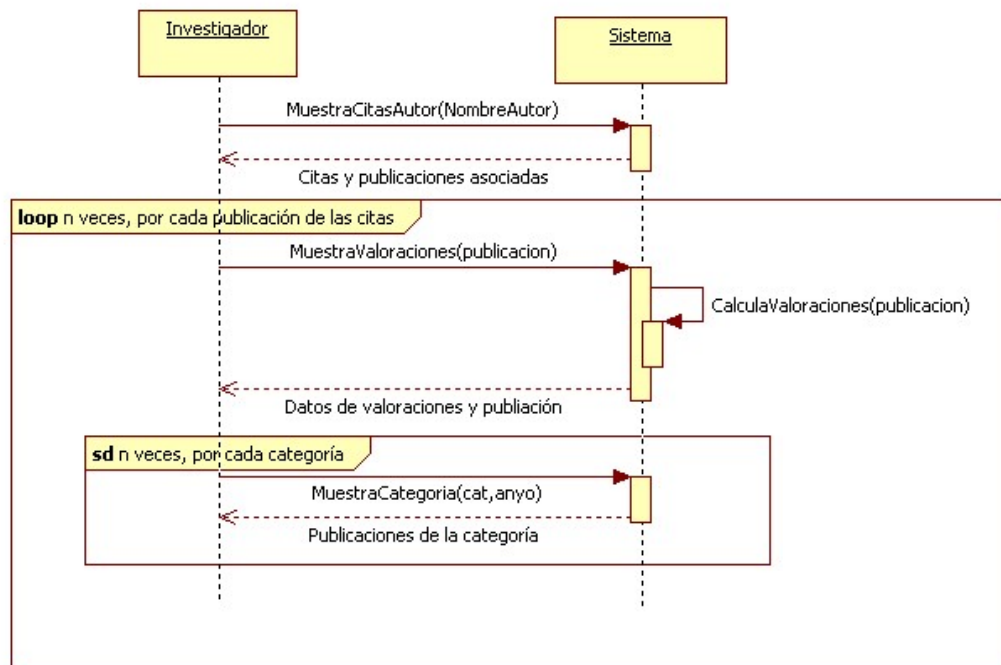 Investigador
Sistema
MuestraCitasAutor(NombreAutor)
Citas y publicaciones asociadas
loop n veces, por cada publicación de las citas
MuestraValoraciones(publicacion)
CalculaValoraciones(publicacion)
Datos de valoraciones y publiación
sd n veces, por cada categoría
MuestraCategoria(cat,anyo)
Publicaciones de la categoría